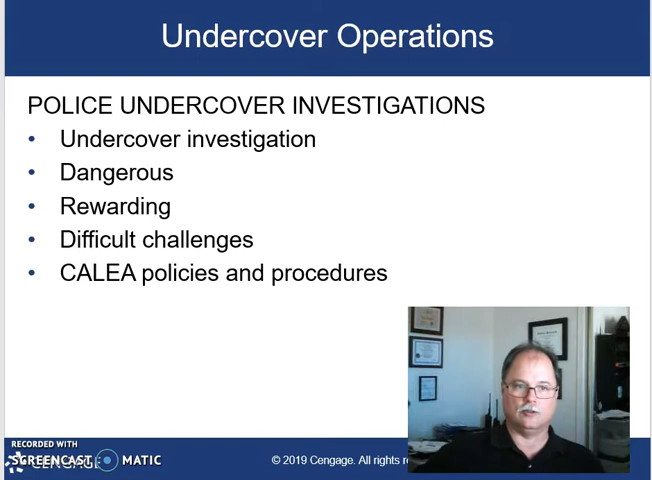 Undercover Operations
POLICE UNDERCOVER INVESTIGATIONS
• Undercover investigation
• Dangerous
• Rewarding
• Difficult challenges
• CALEA policies and procedures
RECORDED WITH
SCREENCAST MATIC
CENGAGE
© 2019 Cengage. All rights